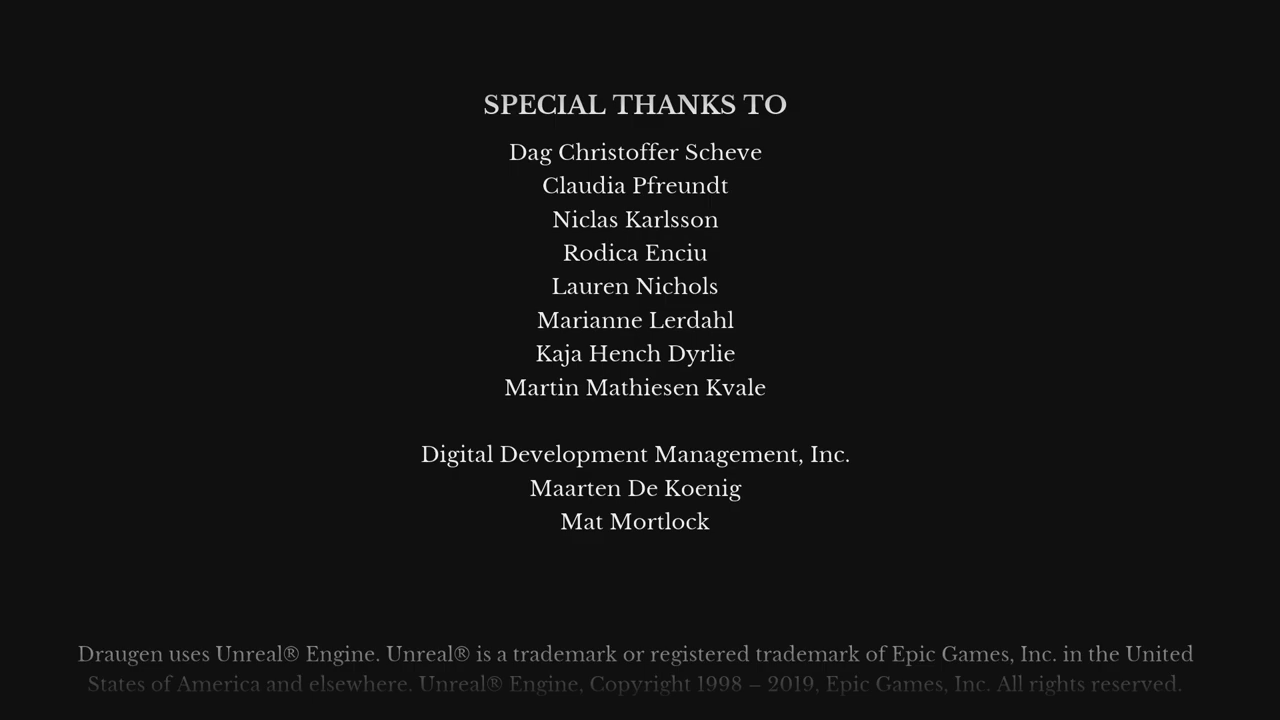 SPECIAL THANKS TO
Dag Christoffer Scheve
Claudia Pfreundt
Niclas Karlsson
Rodica Enciu
Lauren Nichols
Marianne Lerdahl
Kaja Hench Dyrlie
Martin Mathiesen Kvale
Digital Development Management, Inc.
Maarten De Koenig
Mat Mortlock
Draugen uses Unreal® Engine. Unreal® is a trademark or registered trademark of Epic Games, Inc. in the United
States of America and elsewhere. Unreal® Engine, Copyright 1998 – 2019, Epic Games, Inc. All rights reserved.